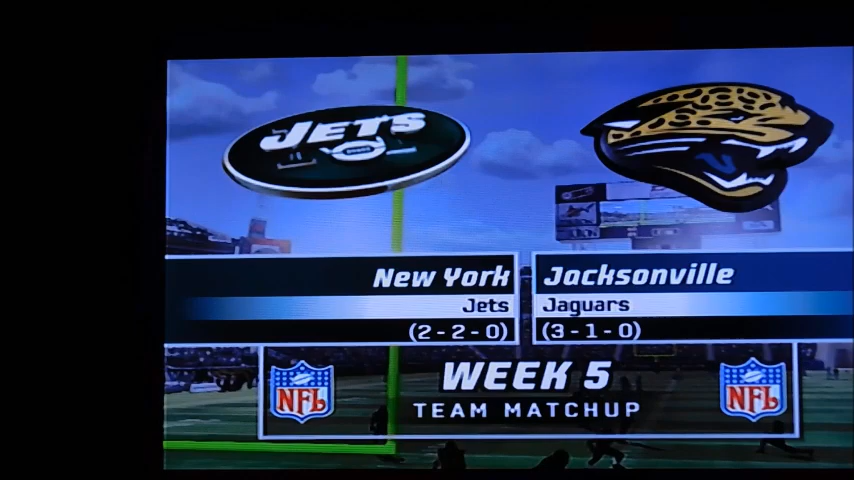 JETS
New York
Jets
(2-2-0)
Jacksonville
Jaguars
(3-1-0)
NFL
WEEK 5
TEAM MATCHUP
NFL